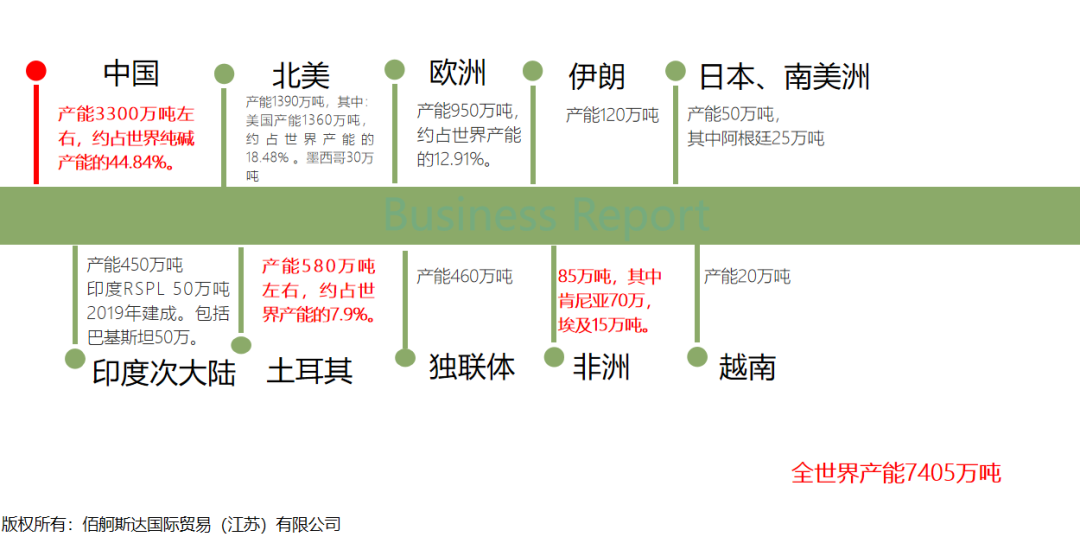 中国
产能3300万吨左
右，约占世界纯碱
产能的44.84%。
北美
产能1390万吨，其中：
美国产能1360万吨，
约占世界产能的
18.48%。墨西哥30万
吨
欧洲
产能950万吨，
约占世界产能
的12.91%。
伊朗
产能120万吨
日本、南美洲
产能50万吨，
其中阿根廷25万吨
Business Report
产能450万吨
印度RSPL 50万吨
2019年建成。包括
巴基斯坦50万。
印度次大陆
产能580万吨
左右，约占世
界产能的7.9%。
土耳其
产能460万吨
独联体
85万吨，其中
肯尼亚70万，
埃及15万吨。
非洲
产能20万吨
越南
全世界产能7405万吨
版权所有：佰舸斯达国际贸易（江苏）有限公司